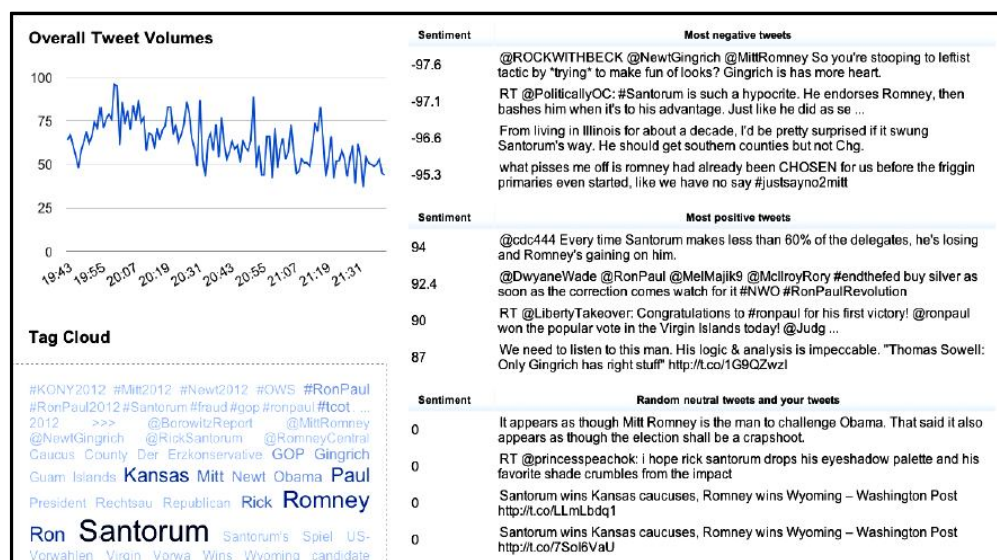 Overall Tweet Volumes
100
75
50
25
0
19:43
19:55
20:07
20:19
20:31
20:43
20:55
21:07
21:19
21:31
Tag Cloud
#KONY2012 #Mitt2012 #Newt2012 #OWS #RonPaul
#RonPaul2012 #Santorum #fraud #gop #ronpaul #tcot . ...
2012 >>> @BorowitzReport @MittRomney
@NewtGingrich @RickSantorum @RomneyCentral
Caucus County Der Erzkonservative GOP Gingrich
Guam Islands Kansas Mitt Newt Obama Paul
President Rechtsau Republican Rick Romney
Ron Santorum Santorum's Spiel US-
Vorwahlen Virgin Vorwa Wins Wyoming candidate
Sentiment Most negative tweets
-97.6 @ROCKWITHBECK @NewtGingrich @MittRomney So you're stooping to leftist
tactic by *trying* to make fun of looks? Gingrich is has more heart.
-97.1 RT @PoliticallyOC: #Santorum is such a hypocrite. He endorses Romney, then
bashes him when it's to his advantage. Just like he did as se ...
-96.6 From living in Illinois for about a decade, I'd be pretty surprised if it swung
Santorum's way. He should get southern counties but not Chg.
-95.3 what pisses me off is romney had already been CHOSEN for us before the friggin
primaries even started, like we have no say #justsayno2mitt
Sentiment Most positive tweets
94 @cdc444 Every time Santorum makes less than 60% of the delegates, he's losing
and Romney's gaining on him.
92.4 @DwyaneWade @RonPaul @MelMajik9 @McIlroyRory #endthefed buy silver as
soon as the correction comes watch for it #NWO #RonPaulRevolution
90 RT @LibertyTakeover: Congratulations to #ronpaul for his first victory! @ronpaul
won the popular vote in the Virgin Islands today! @Judg ...
87 We need to listen to this man. His logic & analysis is impeccable. "Thomas Sowell:
Only Gingrich has right stuff" http://t.co/1G9QZwzI
Sentiment Random neutral tweets and your tweets
0 It appears as though Mitt Romney is the man to challenge Obama. That said it also
appears as though the election shall be a crapshoot.
0 RT @princesspeachok: i hope rick santorum drops his eyeshadow palette and his
favorite shade crumbles from the impact
0 Santorum wins Kansas caucuses, Romney wins Wyoming – Washington Post
http://t.co/LLmLbdq1
0 Santorum wins Kansas caucuses, Romney wins Wyoming – Washington Post
http://t.co/7SoI6VaU